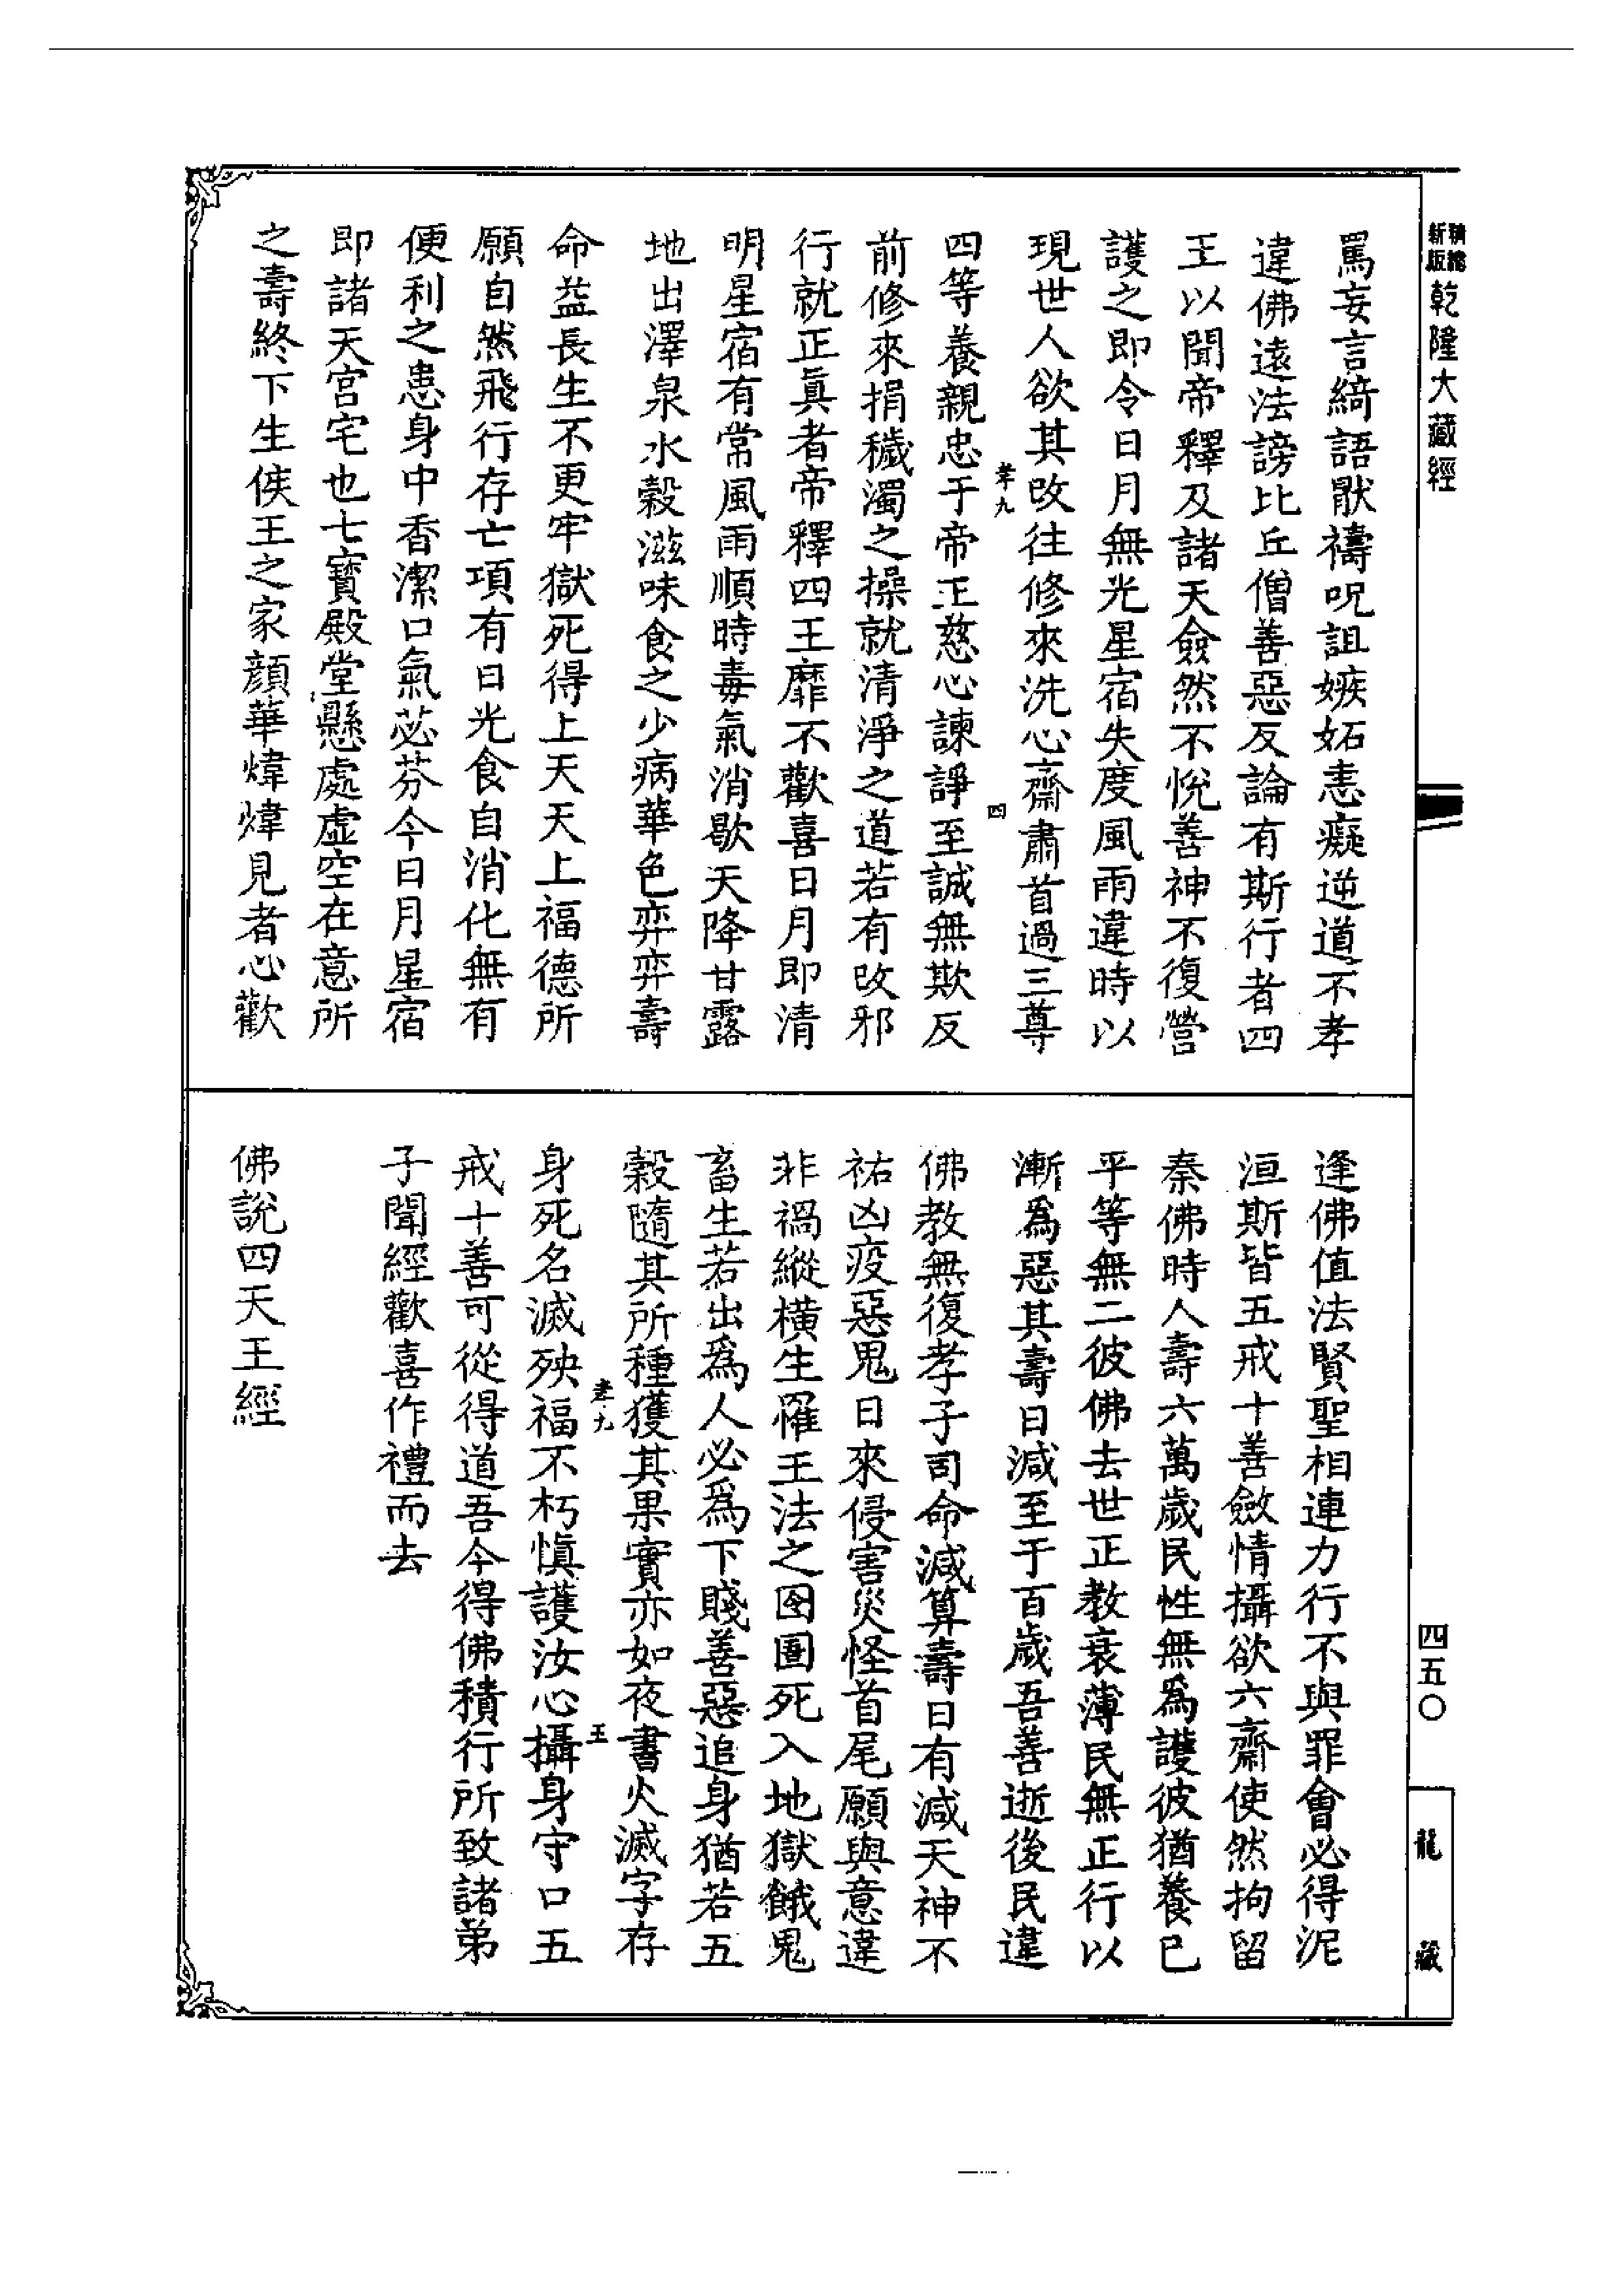 乾隆大藏經
罵妄言綺語猒禱呪詛嫉妬恚癡逆道不孝
違佛遠法謗比丘僧善惡反論有斯行者四
王以聞帝釋及諸天僉然不悅善神不復營
護之即令日月無光星宿失度風雨違時以
現世人欲其改往修來洗心齋肅首過三尊
孝九
四
四等養親忠于帝王慈心諫諍至誠無欺反
前修來捐穢濁之操就清淨之道若有改邪
行就正真者帝釋四王靡不歡喜日月即清
明星宿有常風雨順時毒氣消歇天降甘露
地出澤泉水穀滋味食之少病華色弈弈壽
命益長生不更牢獄死得上天天上福德所
願自然飛行存亡項有日光食自消化無有
便利之患身中香潔口氣苾芬今日月星宿
即諸天宮宅也七寶殿堂懸處虛空在意所
之壽終下生侯王之家顏華煒煒見者心歡
逢佛值法賢聖相連力行不與罪會必得泥
洹斯皆五戒十善斂情攝欲六齋使然拘留
秦佛時人壽六萬歲民性無為護彼猶養己
平等無二彼佛去世正教衰薄民無正行以
漸為惡其壽日減至于百歲吾善逝後民違
佛教無復孝子司命減算壽日有減天神不
祐凶疫惡鬼日來侵害災怪首尾願與意違
非禍縱橫生罹王法之囹圄死入地獄餓鬼
畜生若出為人必為下賤善惡追身猶若五
穀隨其所種獲其果實亦如夜書火滅字存
孝九
五
身死名滅殃福不朽慎護汝心攝身守口五
戒十善可從得道吾今得佛積行所致諸弟
子聞經歡喜作禮而去
佛說四天王經
四五〇
龍藏